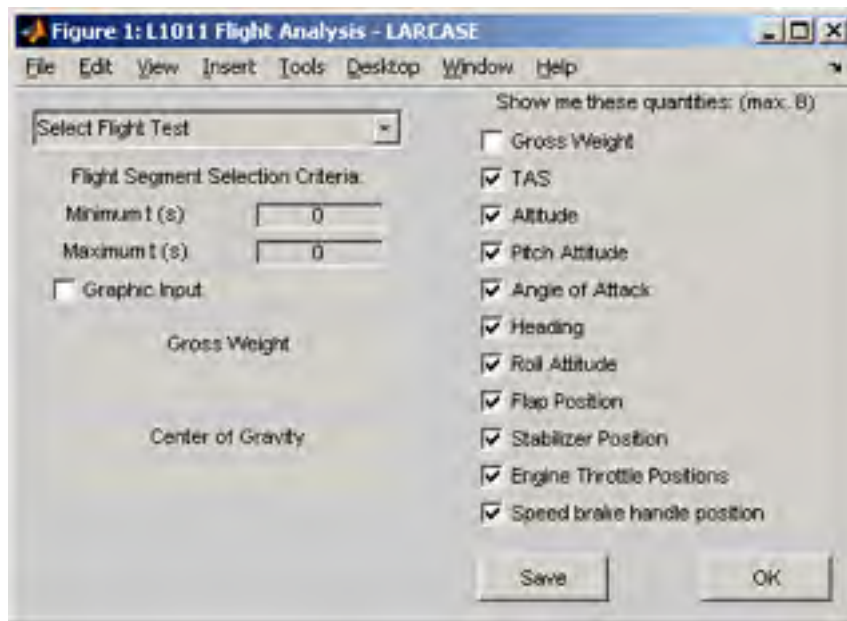 Figure 1: L1011 Flight Analysis - LARCASE
File Edit View Insert Tools Desktop Window Help
Select Flight Test
Flight Segment Selection Criteria:
Minimum t (s) 0
Maximum t (s) 0
Graphic Input
Gross Weight
Center of Gravity
Show me these quantities: (max. 8)
Gross Weight
TAS
Altitude
Pitch Attitude
Angle of Attack
Heading
Roll Attitude
Flap Position
Stabilizer Position
Engine Throttle Positions
Speed brake handle position
Save OK